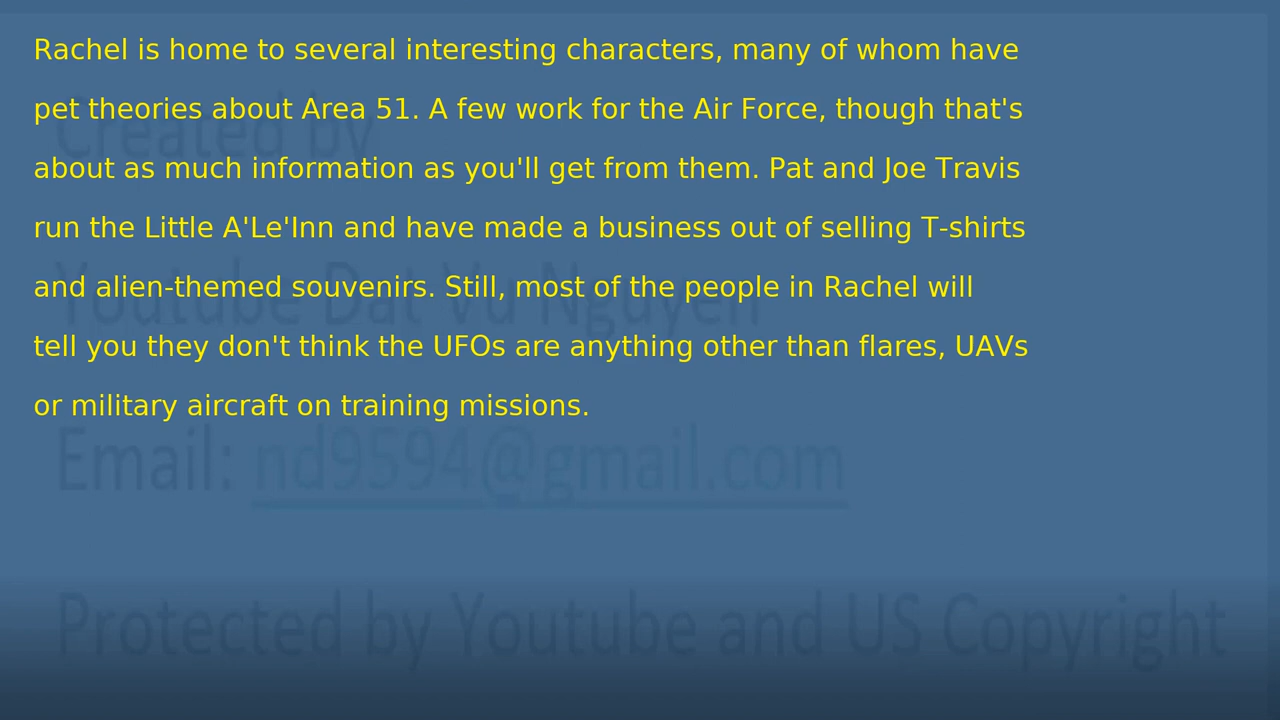 Rachel is home to several interesting characters, many of whom have
pet theories about Area 51. A few work for the Air Force, though that's
about as much information as you'll get from them. Pat and Joe Travis
run the Little A'Le'Inn and have made a business out of selling T-shirts
and alien-themed souvenirs. Still, most of the people in Rachel will
tell you they don't think the UFOs are anything other than flares, UAVs
or military aircraft on training missions.
Created by
Youtube Dat Vu Nguyen
Email: nd9594@gmail.com
Protected by Youtube and US Copyright